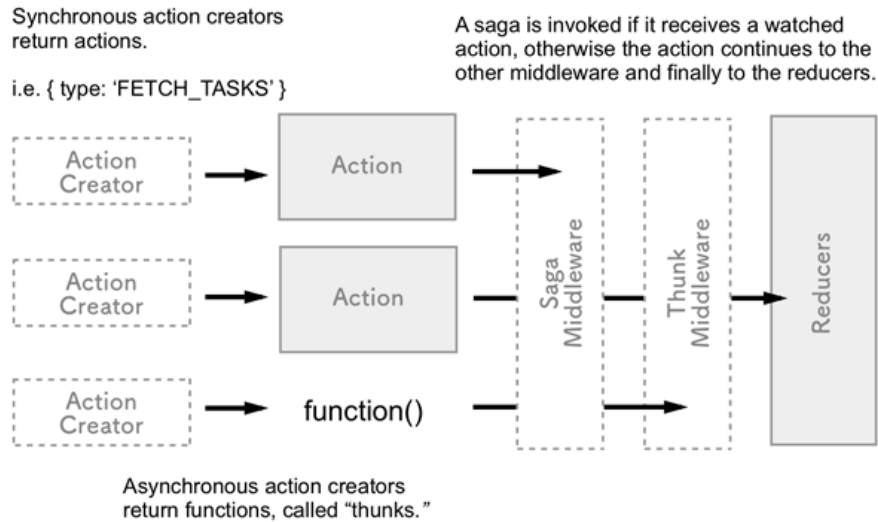 Synchronous action creators
return actions.
i.e. { type: ‘FETCH_TASKS’ }
A saga is invoked if it receives a watched
action, otherwise the action continues to the
other middleware and finally to the reducers.
Action
Creator
Action
Action
Creator
Action
Action
Creator
function()
Saga
Middleware
Thunk
Middleware
Reducers
Asynchronous action creators
return functions, called “thunks.”